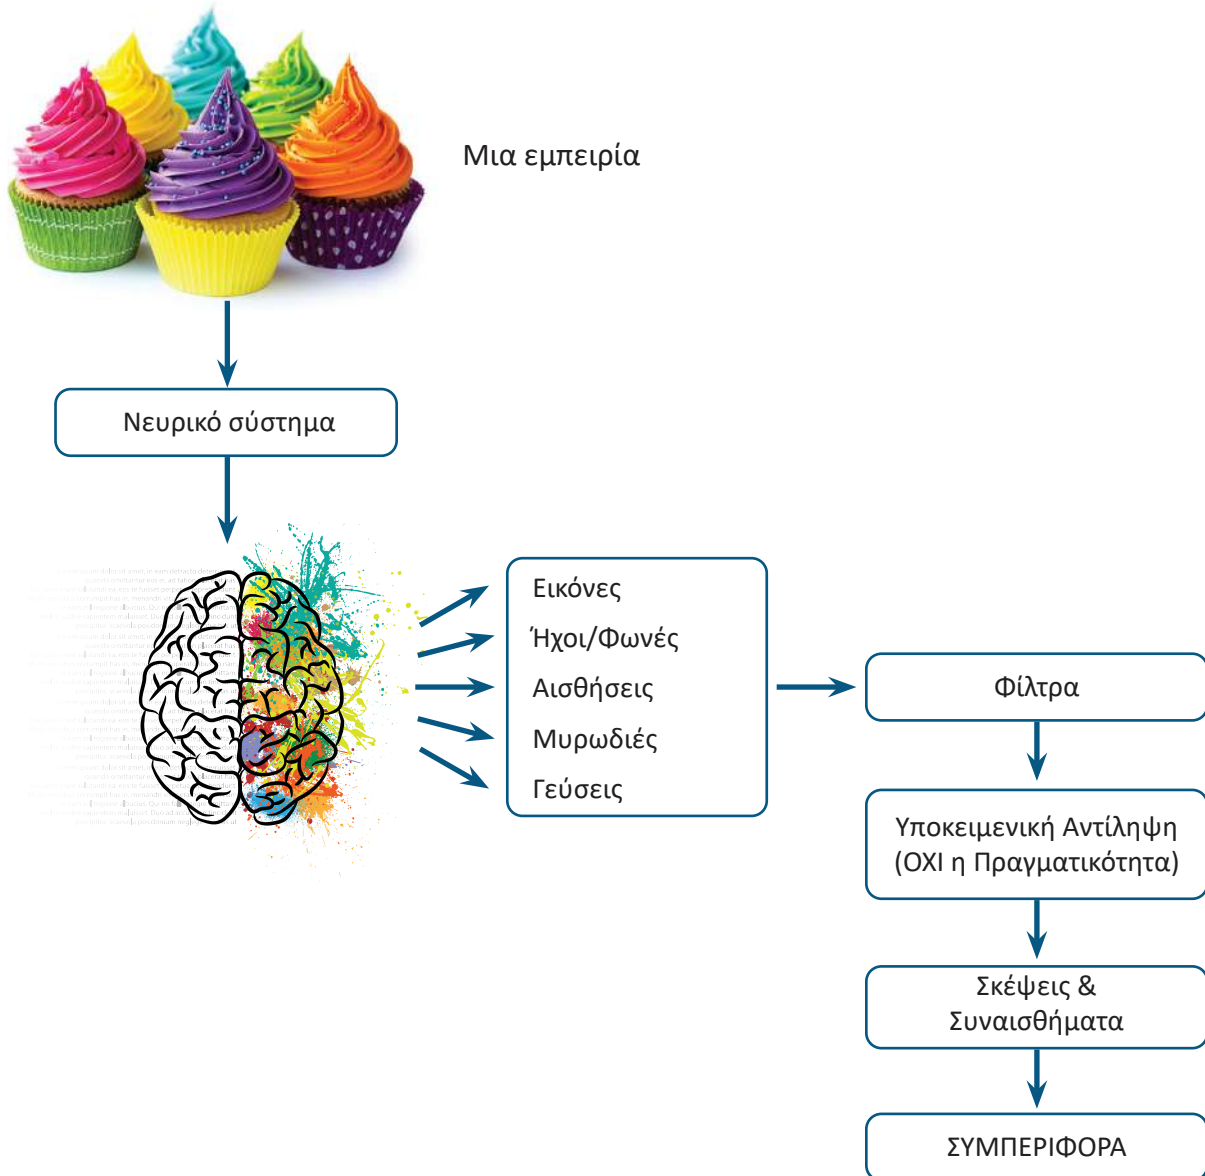 Μια εμπειρία
Νευρικό σύστημα
Εικόνες
Ήχοι/Φωνές
Αισθήσεις
Μυρωδιές
Γεύσεις
Φίλτρα
Υποκειμενική Αντίληψη
(ΟΧΙ η Πραγματικότητα)
Σκέψεις &
Συναισθήματα
ΣΥΜΠΕΡΙΦΟΡΑ